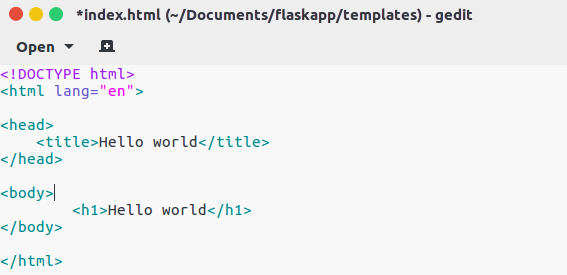 *index.html (~/Documents/flaskapp/templates) - gedit
Open
<!DOCTYPE html>
<html lang="en">
<head>
<title>Hello world</title>
</head>
<body>
<h1>Hello world</h1>
</body>
</html>